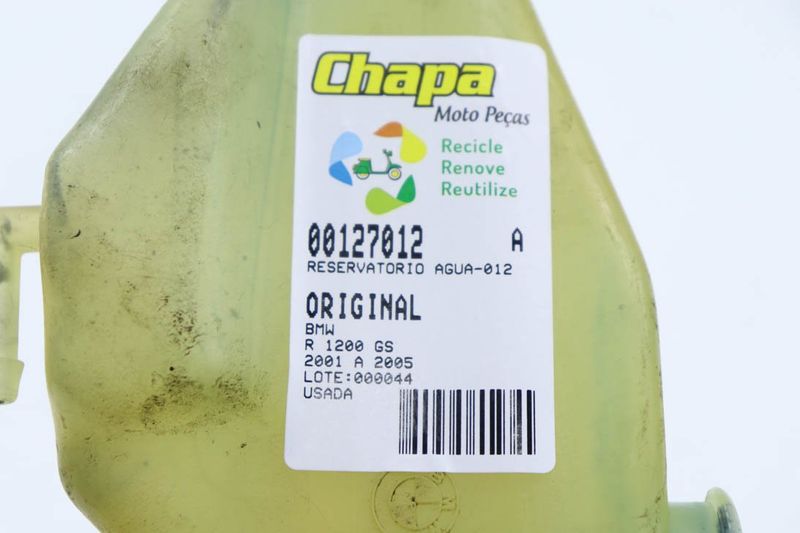 Chapa
Moto Peças
Recicle
Renove
Reutilize
00127012 A
RESERVATORIO AGUA-012
ORIGINAL
BMW
R 1200 GS
2001 A 2005
LOTE:000044
USADA